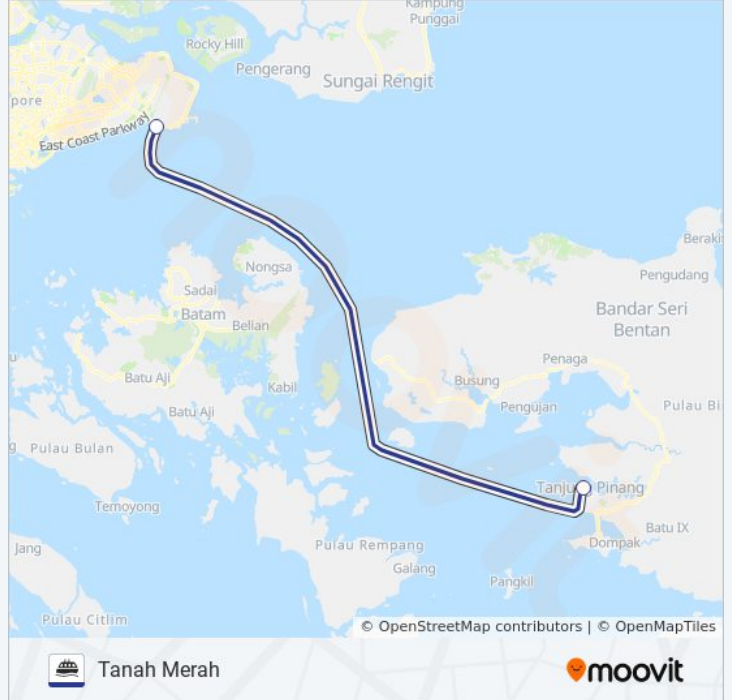 Kampung
Punggai
Rocky Hill
Pengerang
Sungai Rengit
pore
East Coast Parkway
Beraki
Nongsa
Pengudang
Sadai
Batam
Belian
Bandar Seri
Bentan
u
Penaga
Batu Aji
Kabil
Busung
Pengujan
Pulau Bi
Batu Aji
g
Pulau Bulan
Tanju
Pinang
Temoyong
Batu IX
Jang
Pulau Rempang
Dompak
Galang
Pangkil
Pulau Citlim
© OpenStreetMap contributors | © OpenMapTiles
Tanah Merah
moovit